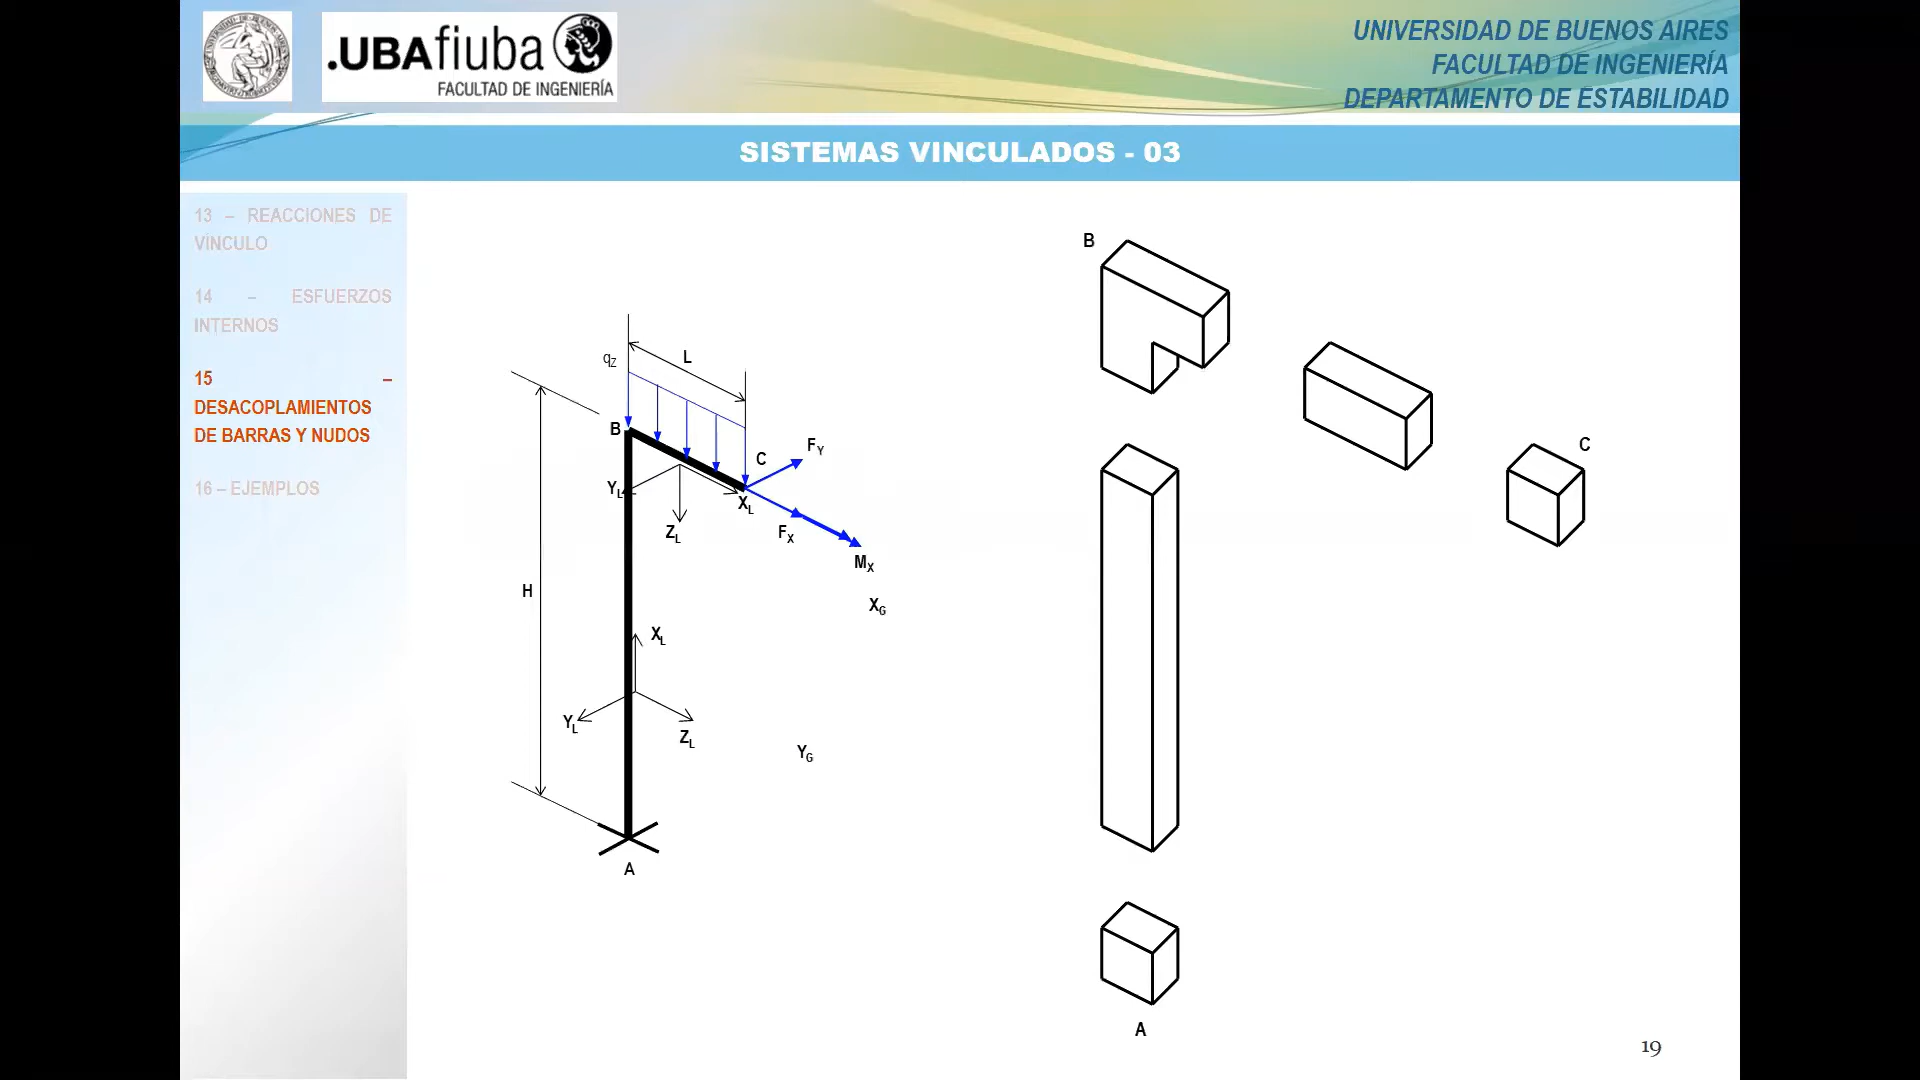 .UBAfiuba
FACULTAD DE INGENIERÍA
UNIVERSIDAD DE BUENOS AIRES
FACULTAD DE INGENIERÍA
DEPARTAMENTO DE ESTABILIDAD
SISTEMAS VINCULADOS - 03
13 – REACCIONES DE
VÍNCULO
14 – ESFUERZOS
INTERNOS
15 –
DESACOPLAMIENTOS
DE BARRAS Y NUDOS
16 – EJEMPLOS
qZ
L
B
C
FY
YL
XL
ZL
FX
MX
H
XG
XL
YL
ZL
YG
A
B
C
A
19